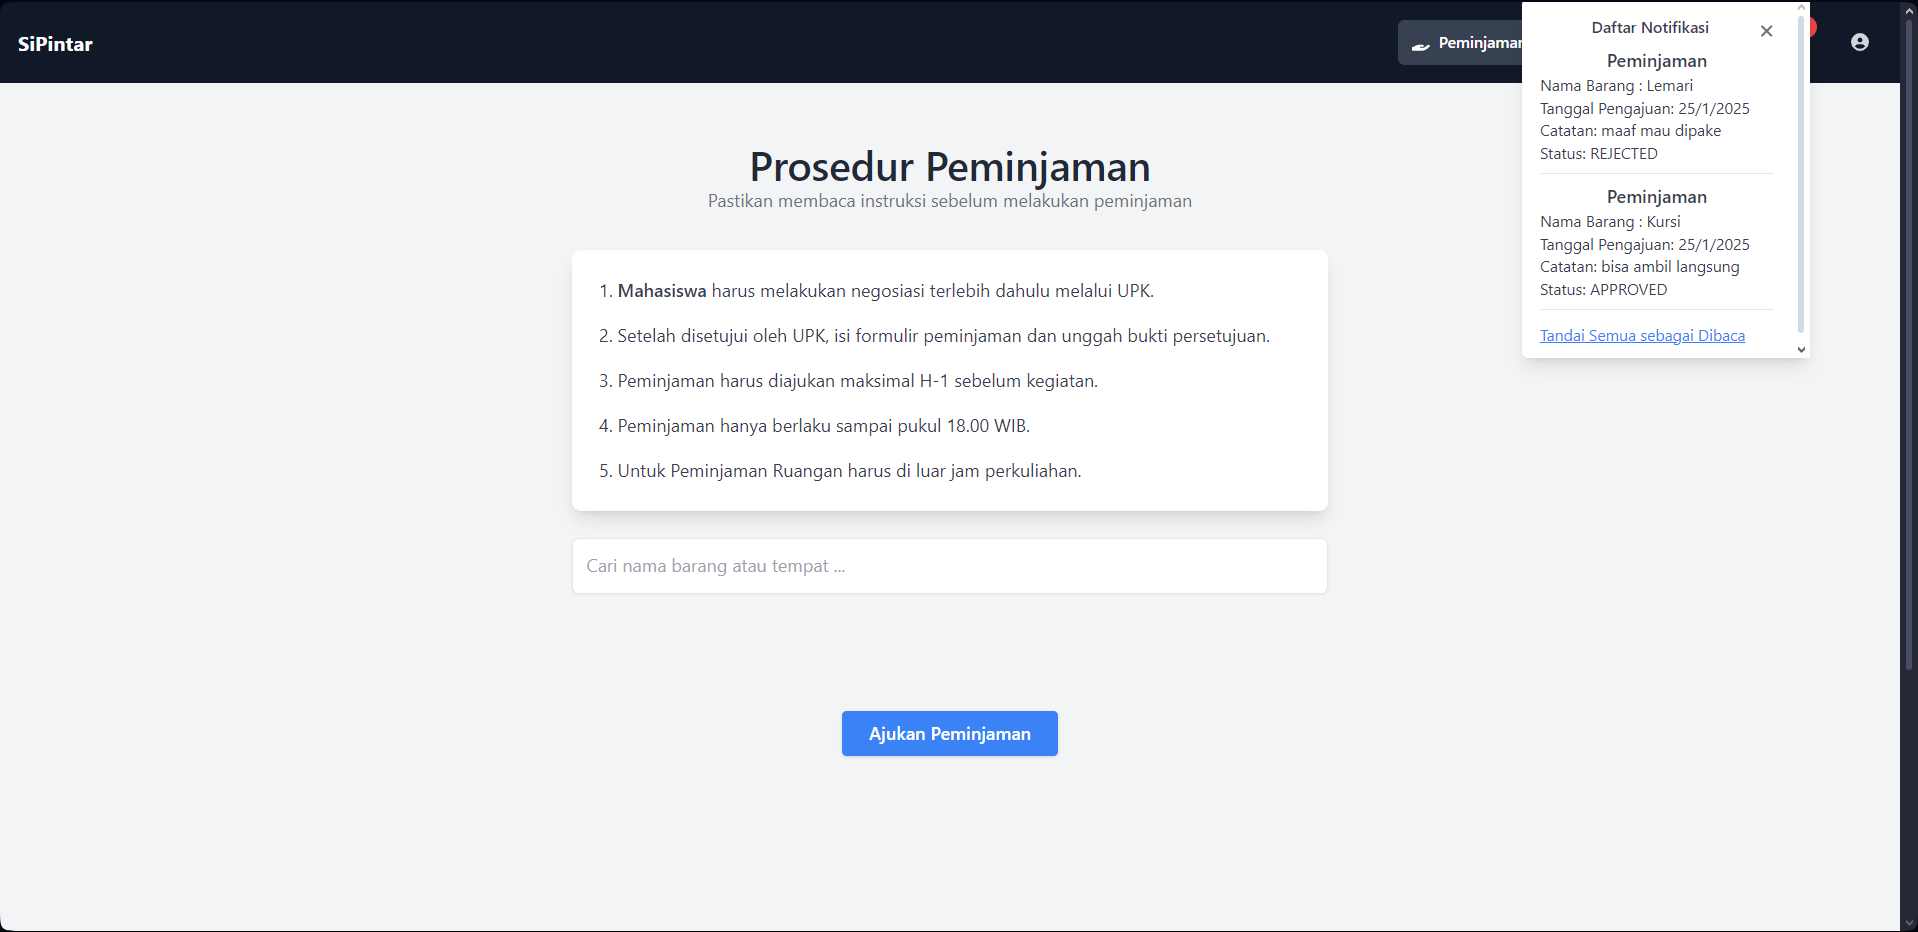 SiPintar
Peminjaman
Daftar Notifikasi
Peminjaman
Nama Barang : Lemari
Tanggal Pengajuan: 25/1/2025
Catatan: maaf mau dipake
Status: REJECTED
Peminjaman
Nama Barang : Kursi
Tanggal Pengajuan: 25/1/2025
Catatan: bisa ambil langsung
Status: APPROVED
Tandai Semua sebagai Dibaca
Prosedur Peminjaman
Pastikan membaca instruksi sebelum melakukan peminjaman
1. Mahasiswa harus melakukan negosiasi terlebih dahulu melalui UPK.
2. Setelah disetujui oleh UPK, isi formulir peminjaman dan unggah bukti persetujuan.
3. Peminjaman harus diajukan maksimal H-1 sebelum kegiatan.
4. Peminjaman hanya berlaku sampai pukul 18.00 WIB.
5. Untuk Peminjaman Ruangan harus di luar jam perkuliahan.
Cari nama barang atau tempat ...
Ajukan Peminjaman